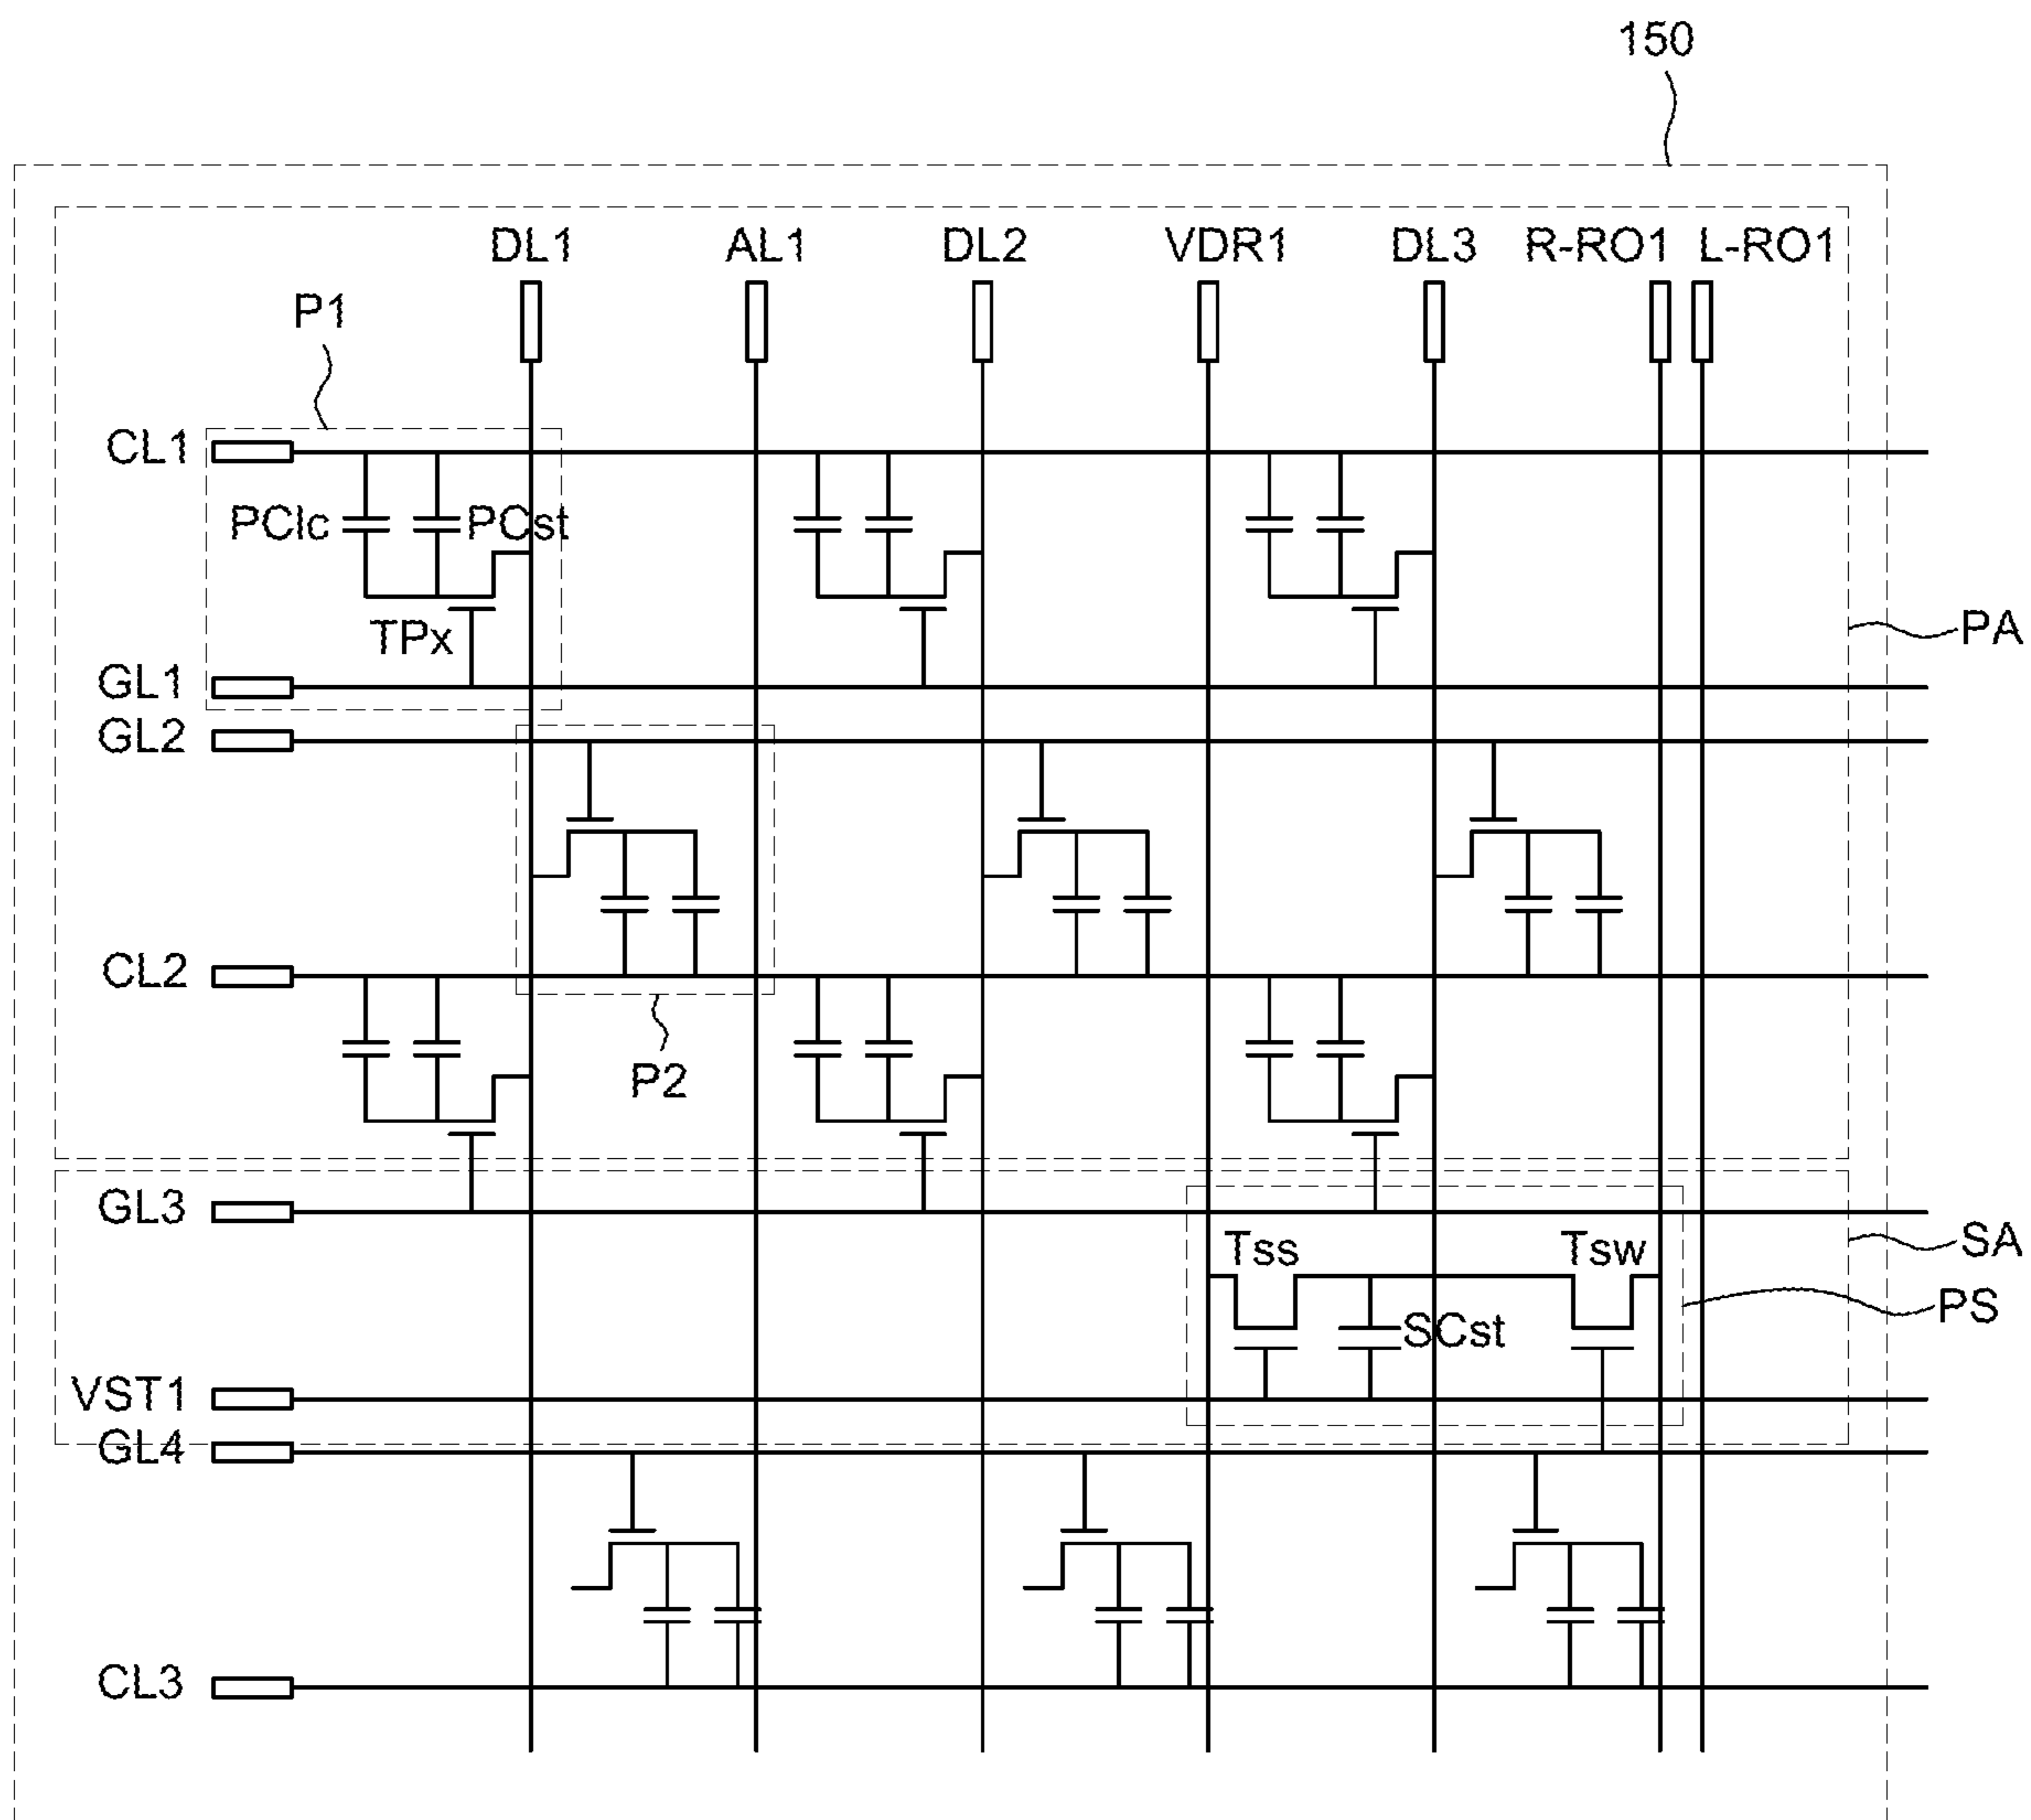 150
DL1 AL1 DL2 VDR1 DL3 R-RO1 L-RO1
P1
CL1
PClc PCst
TPx
PA
GL1
GL2
CL2
P2
GL3
Tss Tsw
SA
SCst
PS
VST1
GL4
CL3